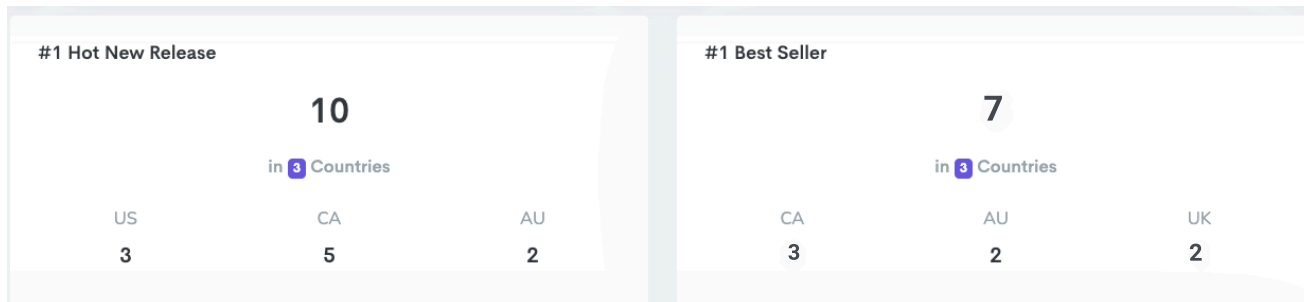 #1 Hot New Release
10
in 3 Countries
US CA AU
3 5 2
#1 Best Seller
7
in 3 Countries
CA AU UK
3 2 2